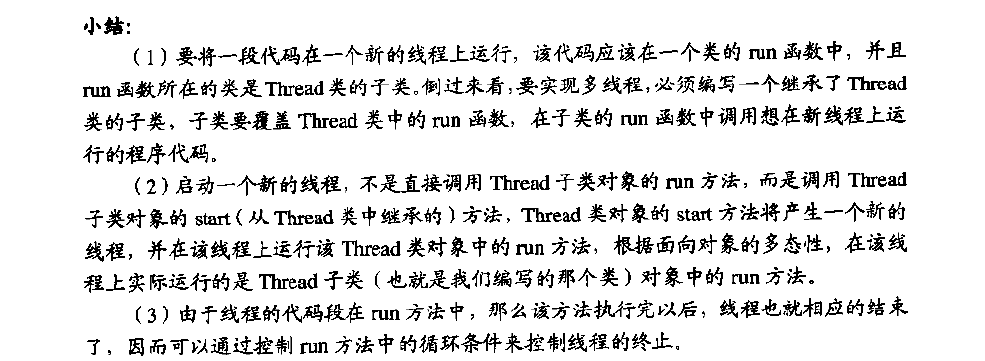 小结:
（1）要将一段代码在一个新的线程上运行，该代码应该在一个类的 run 函数中，并且
run 函数所在的类是 Thread 类的子类。倒过来看，要实现多线程，必须编写一个继承了 Thread
类的子类，子类要覆盖 Thread 类中的 run 函数，在子类的 run 函数中调用想在新线程上运
行的程序代码。
（2）启动一个新的线程，不是直接调用 Thread 子类对象的 run 方法，而是调用 Thread
子类对象的 start（从 Thread 类中继承的）方法，Thread 类对象的 start 方法将产生一个新的
线程，并在该线程上运行该 Thread 类对象中的 run 方法，根据面向对象的多态性，在该线
程上实际运行的是 Thread 子类（也就是我们编写的那个类）对象中的 run 方法。
（3）由于线程的代码段在 run 方法中，那么该方法执行完以后，线程也就相应的结束
了，因而可以通过控制 run 方法中的循环条件来控制线程的终止。